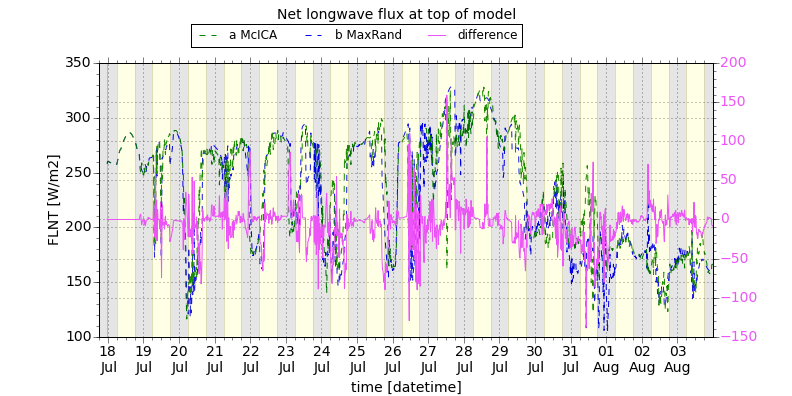 Net longwave flux at top of model
a McICA b MaxRand difference
350 200
300 150
250 100
200 50
150 0
100 −50
−100
−150
FLNT [W/m2]
18 19 20 21 22 23 24 25 26 27 28 29 30 31 01 02 03
Jul Jul Jul Jul Jul Jul Jul Jul Jul Jul Jul Jul Jul Jul Aug Aug Aug
time [datetime]